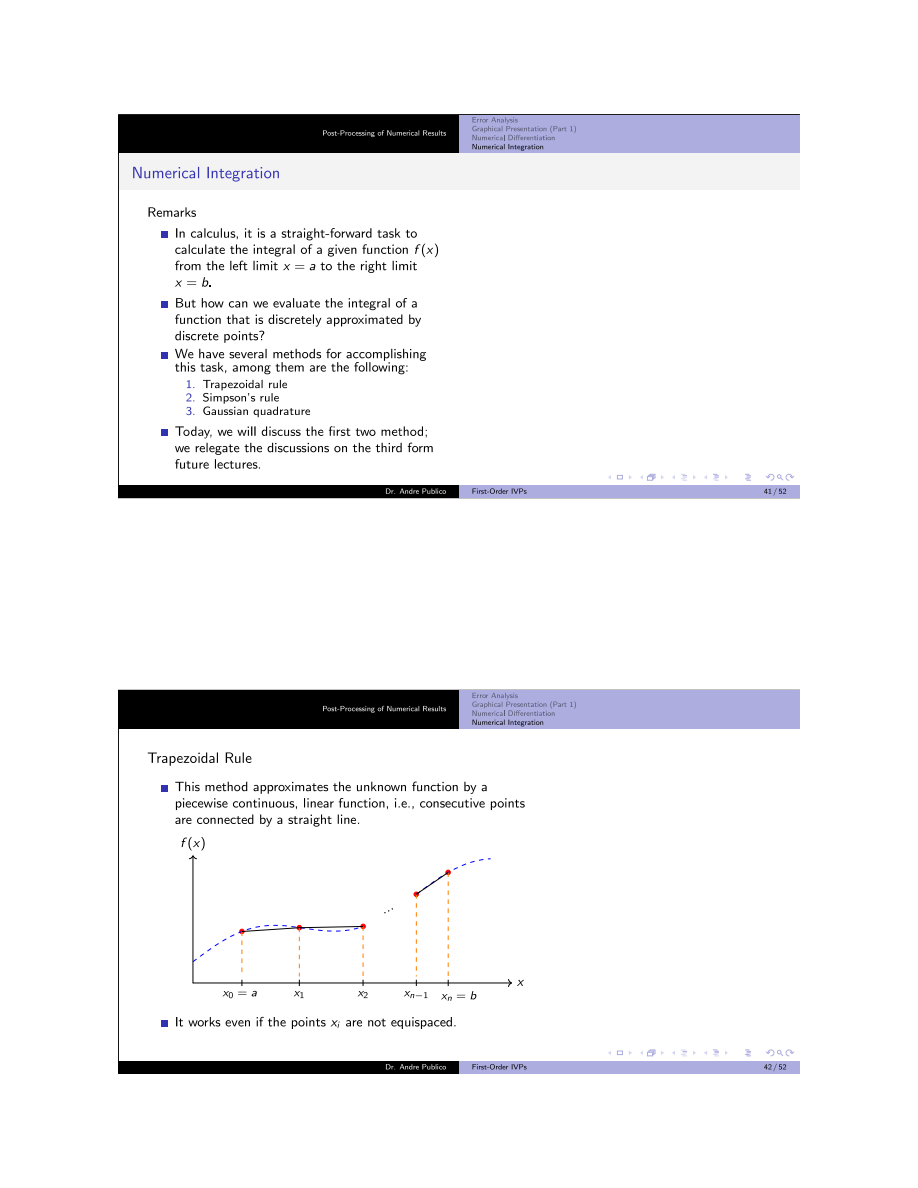 Post-Processing of Numerical Results
Error Analysis
Graphical Presentation (Part 1)
Numerical Differentiation
Numerical Integration
Numerical Integration
Remarks
In calculus, it is a straight-forward task to
calculate the integral of a given function f(x)
from the left limit x = a to the right limit
x = b.
But how can we evaluate the integral of a
function that is discretely approximated by
discrete points?
We have several methods for accomplishing
this task, among them are the following:
1. Trapezoidal rule
2. Simpson's rule
3. Gaussian quadrature
Today, we will discuss the first two method;
we relegate the discussions on the third form
future lectures.
Dr. Andre Publico
First-Order IVPs
41 / 52
Post-Processing of Numerical Results
Error Analysis
Graphical Presentation (Part 1)
Numerical Differentiation
Numerical Integration
Trapezoidal Rule
This method approximates the unknown function by a
piecewise continuous, linear function, i.e., consecutive points
are connected by a straight line.
f(x)
...
x
x₀ = a x₁ x₂ xₙ₋₁ xₙ = b
It works even if the points xᵢ are not equispaced.
Dr. Andre Publico
First-Order IVPs
42 / 52